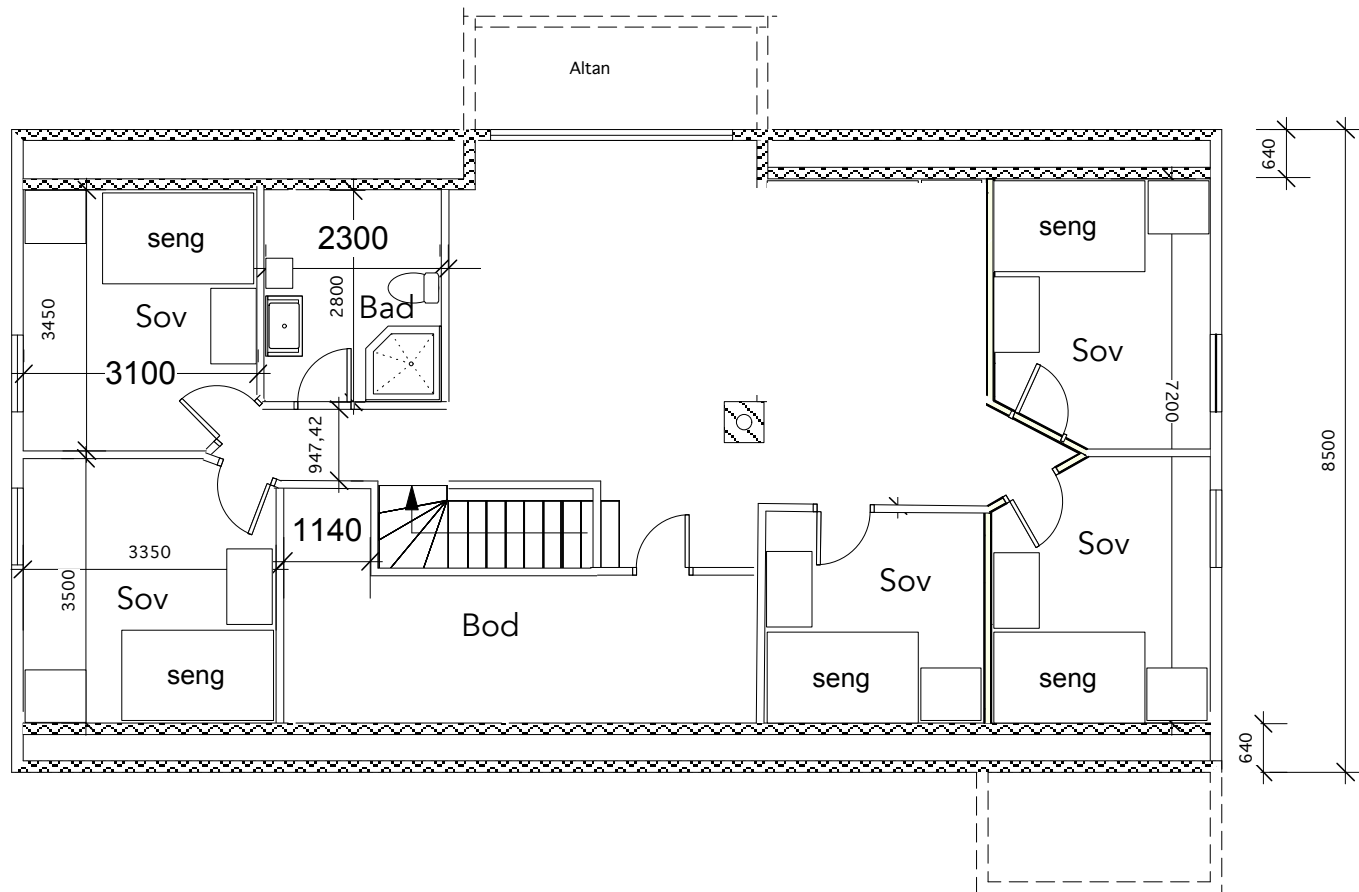 Altan
640
seng
2300
seng
3450
Sov
2800
Bad
Sov
3100
7200
947,42
8500
1140
3350
3500
Sov
Bod
Sov
Sov
seng
seng
seng
640